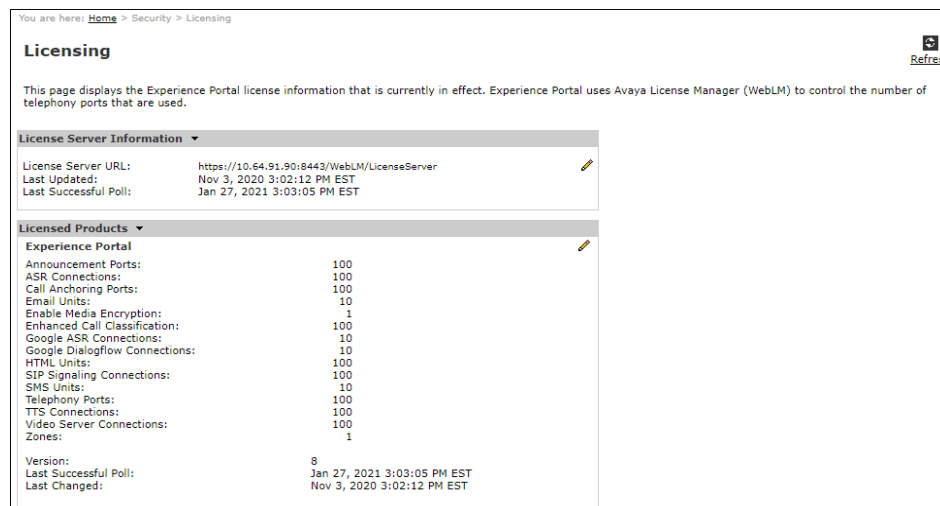 You are here: Home > Security > Licensing
Licensing
This page displays the Experience Portal license information that is currently in effect. Experience Portal uses Avaya License Manager (WebLM) to control the number of
telephony ports that are used.
License Server Information
License Server URL: https://10.64.91.90:8443/WebLM/LicenseServer
Last Updated: Nov 3, 2020 3:02:12 PM EST
Last Successful Poll: Jan 27, 2021 3:03:05 PM EST
Licensed Products
Experience Portal
Announcement Ports: 100
ASR Connections: 100
Call Anchoring Ports: 100
Email Units: 10
Enable Media Encryption: 1
Enhanced Call Classification: 100
Google ASR Connections: 10
Google Dialogflow Connections: 10
HTML Units: 100
SIP Signaling Connections: 100
SMS Units: 10
Telephony Ports: 100
TTS Connections: 100
Video Server Connections: 100
Zones: 1
Version: 8
Last Successful Poll: Jan 27, 2021 3:03:05 PM EST
Last Changed: Nov 3, 2020 3:02:12 PM EST